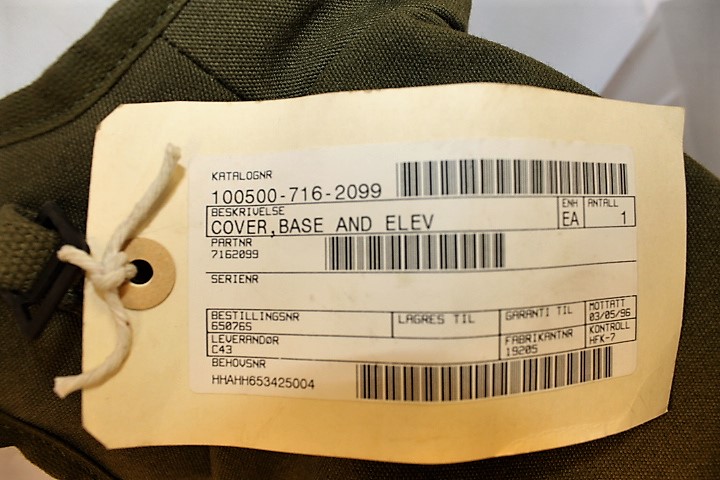 KATALOGNR
100500-716-2099
BESKRIVELSE ENH ANTALL
COVER,BASE AND ELEV EA 1
PARTNR
7162099
SERIENR
BESTILLINGSNR LAGRES TIL GARANTI TIL MOTTATT
650765 03/05/96
LEVERANDØR FABRIKANTNR KONTROLL
C43 19205 HFK-7
BEHOVSNR
HHAHH653425004